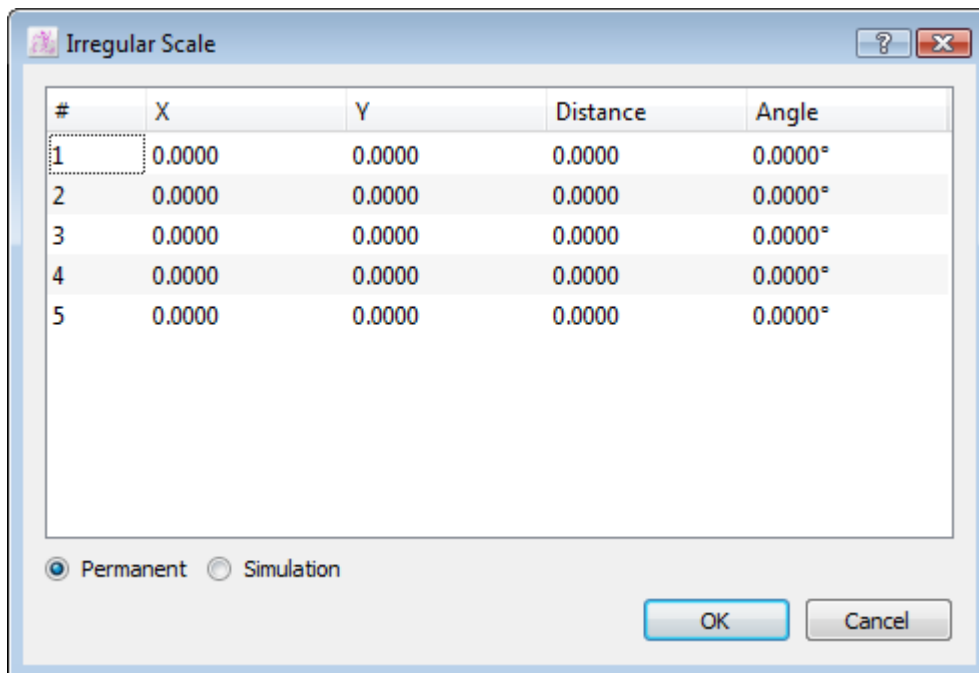 Irregular Scale
# X Y Distance Angle
1 0.0000 0.0000 0.0000 0.0000°
2 0.0000 0.0000 0.0000 0.0000°
3 0.0000 0.0000 0.0000 0.0000°
4 0.0000 0.0000 0.0000 0.0000°
5 0.0000 0.0000 0.0000 0.0000°
Permanent Simulation
OK Cancel